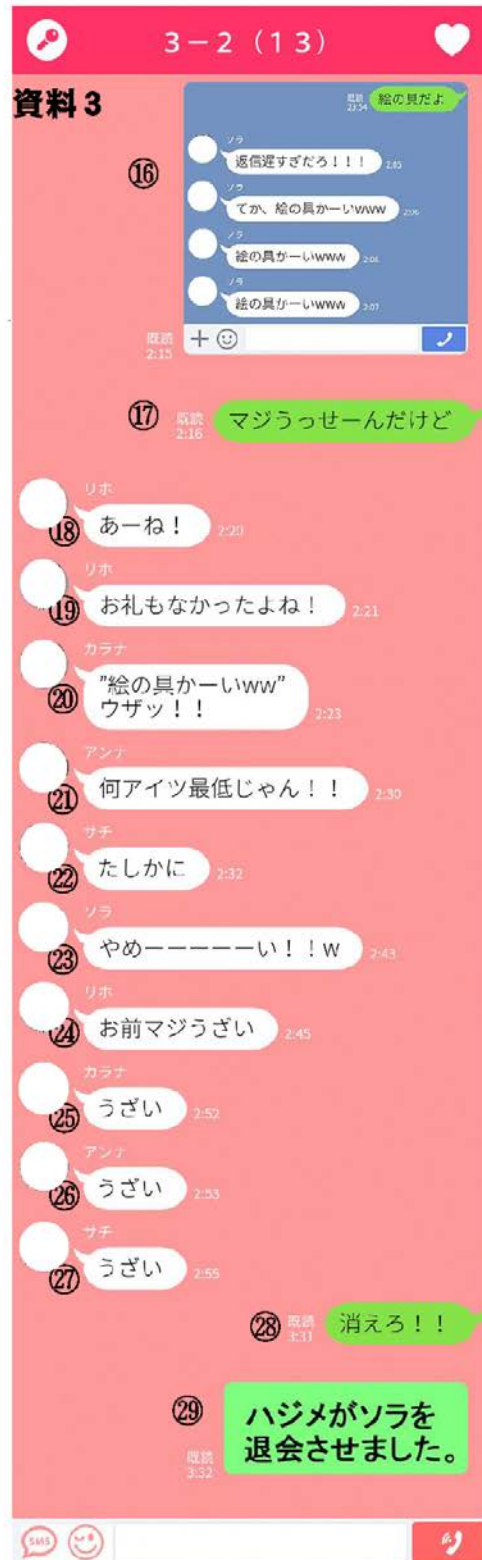 3－2（13）
資料3
既読
23:54
絵の具だよ
⑯
ソラ
返信遅すぎだろ！！！
2:05
ソラ
てか、絵の具かーいwww
2:06
ソラ
絵の具かーいwww
ソラ
絵の具かーいwww
2:07
既読
2:15
⑰
既読
2:16
マジうっせーんだけど
リホ
⑱
あーね！
2:20
リホ
⑲
お礼もなかったよね！
2:21
カラナ
⑳
”絵の具かーいww”
ウザッ！！
2:23
アンナ
㉑
何アイツ最低じゃん！！
2:30
サチ
㉒
たしかに
2:32
ソラ
㉓
やめーーーーーい！！w
2:43
リホ
㉔
お前マジうざい
2:45
カラナ
㉕
うざい
2:52
アンナ
㉖
うざい
2:53
サチ
㉗
うざい
2:55
㉘
既読
3:31
消えろ！！
㉙
既読
3:32
ハジメがソラを
退会させました。
SMS